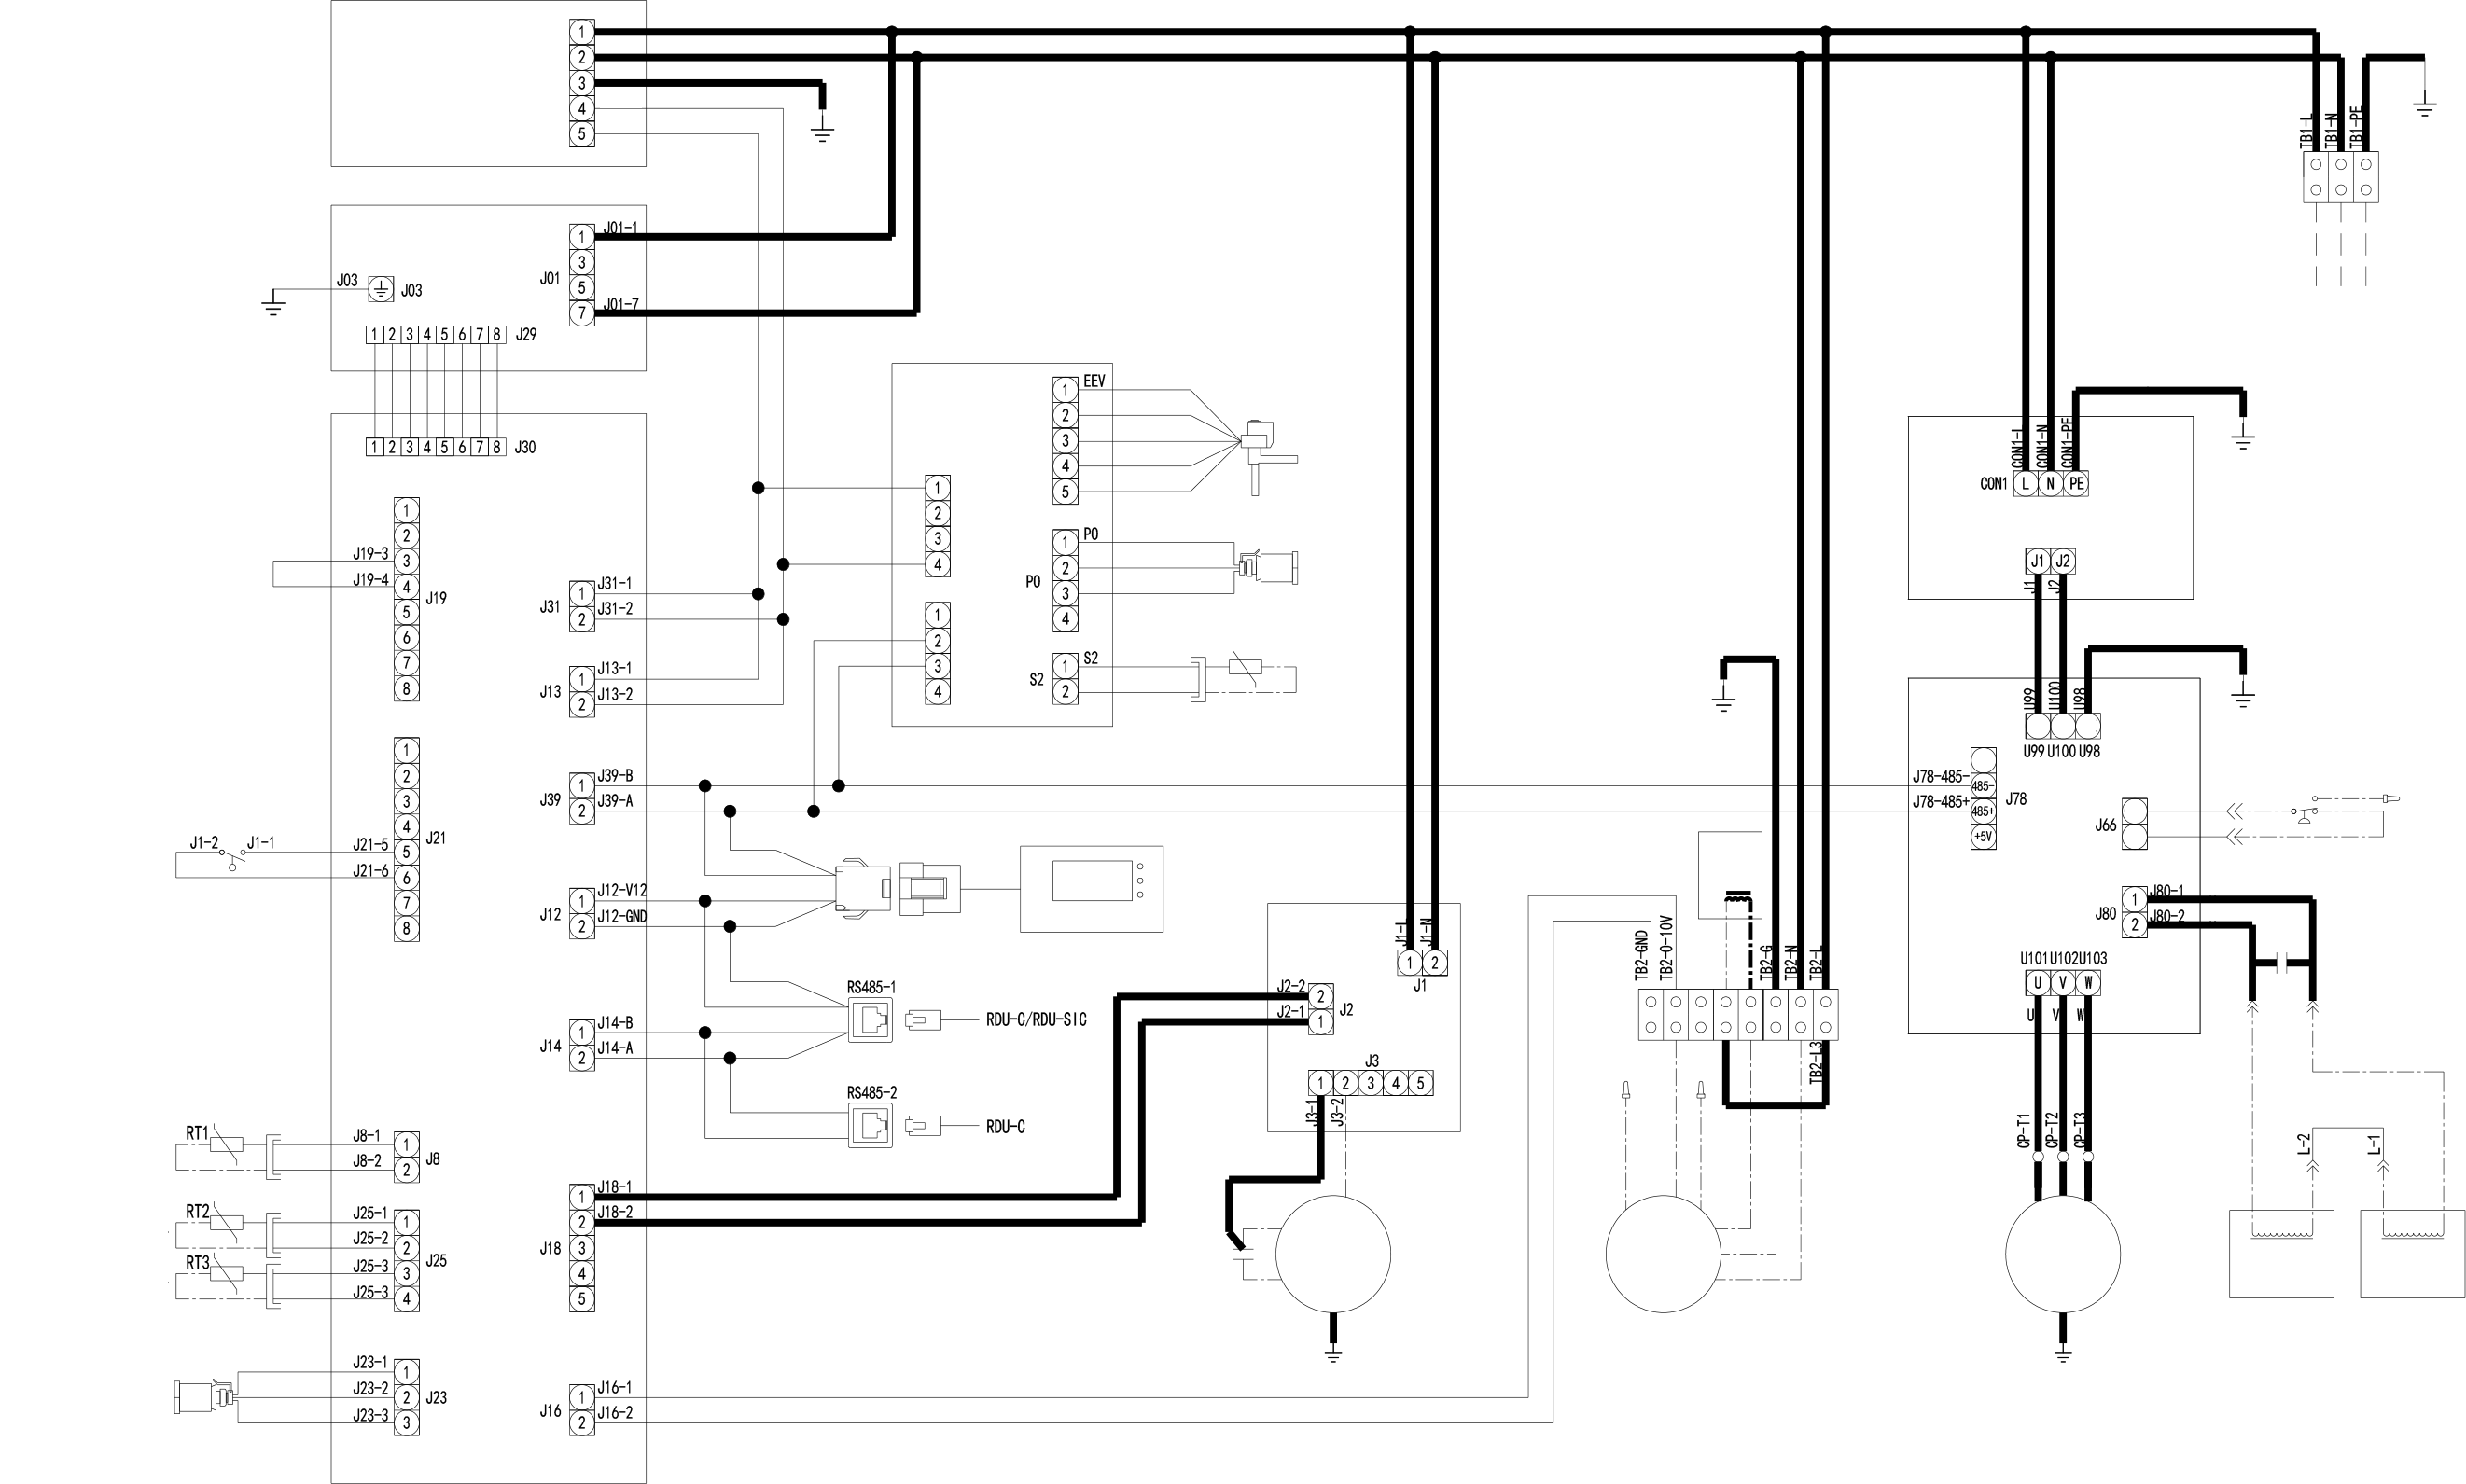 1
2
3
4
5
TB1-L
TB1-N
TB1-PE
J01-1
1
3
J01
5
J01-7
7
J03
J03
1 2 3 4 5 6 7 8 J29
1 2 3 4 5 6 7 8 J30
1
2
J19-3
3
J19-4
4
5
J19
6
7
8
J31-1
1
J31
J31-2
2
J13-1
1
J13
J13-2
2
EEV
1
2
3
4
5
1
2
3
4
P0
1
2
P0
3
4
1
2
3
4
S2
1
S2
2
CON1-L
CON1-N
CON1-PE
CON1 L N PE
J1 J2
J1
J2
U99
U100
U98
U99 U100 U98
1
2
3
4
J21
J1-2 J1-1 J21-5
5
J21-6
6
7
8
J39-B
1
J39
J39-A
2
J78-485-
485-
J78
J78-485+
485+
+5V
J66
J12-V12
1
J12
J12-GND
2
J80-1
1
J80
J80-2
2
RS485-1
RDU-C/RDU-SIC
J14-B
1
J14
J14-A
2
RS485-2
RDU-C
J1-L
J1-N
1 2
J1
J2-2
2
J2
J2-1
1
J3
1 2 3 4 5
J3-1
J3-2
TB2-GND
TB2-0-10V
TB2-G
TB2-N
TB2-L
TB2-L3
U101 U102 U103
U V W
U V W
CP-T1
CP-T2
CP-T3
L-2
L-1
RT1
J8-1
1
J8
J8-2
2
RT2
J25-1
1
J25-2
2
J25
RT3
J25-3
3
J25-3
4
J18-1
1
J18-2
2
J18
3
4
5
J23-1
1
J23-2
2
J23
J23-3
3
J16-1
1
J16
J16-2
2